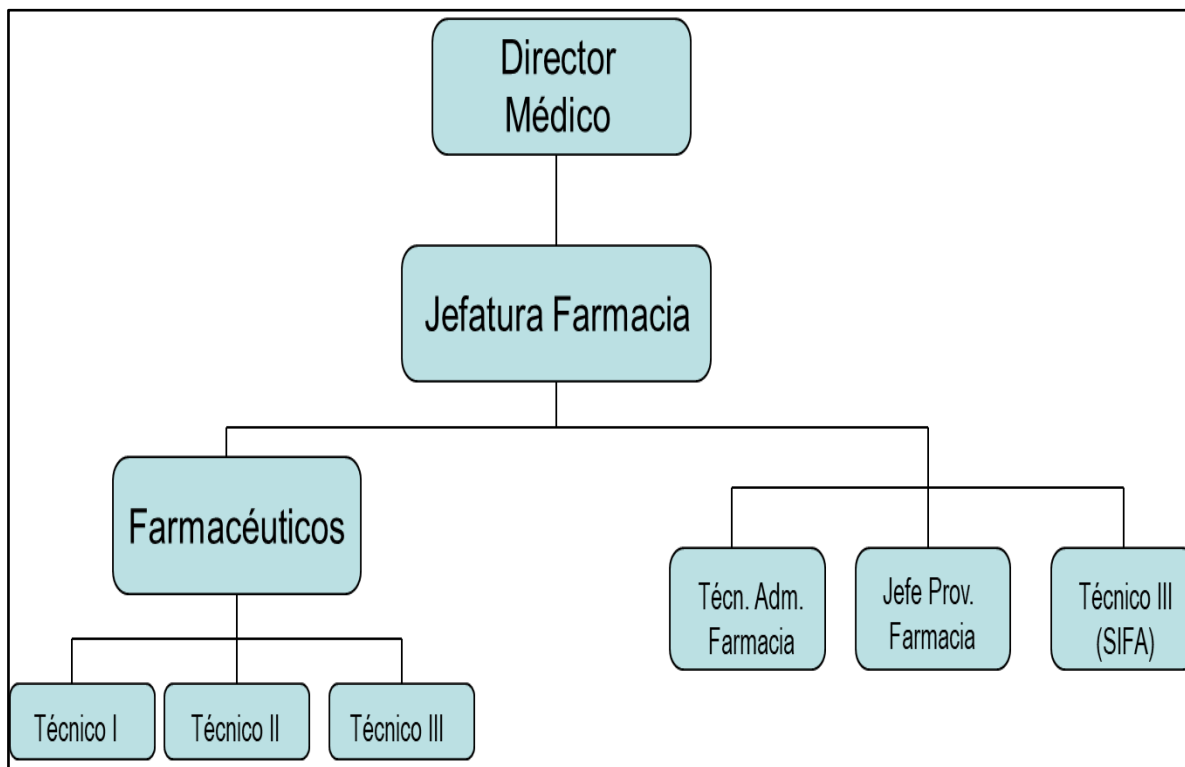 Director
Médico
Jefatura Farmacia
Farmacéuticos
Técn. Adm.
Farmacia
Jefe Prov.
Farmacia
Técnico III
(SIFA)
Técnico I
Técnico II
Técnico III